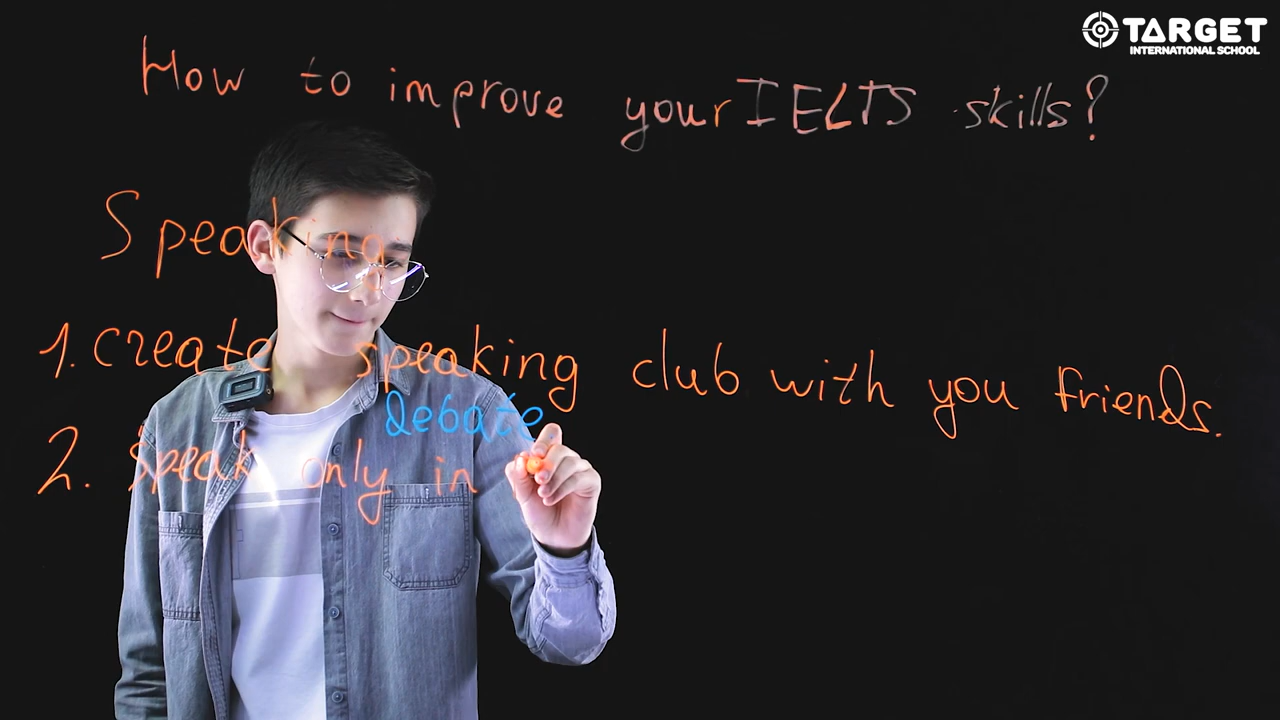 TARGET
INTERNATIONAL SCHOOL
How to improve your IELTS skills?
Speaking
1. Create speaking club with you friends.
debate
2. Speak only in